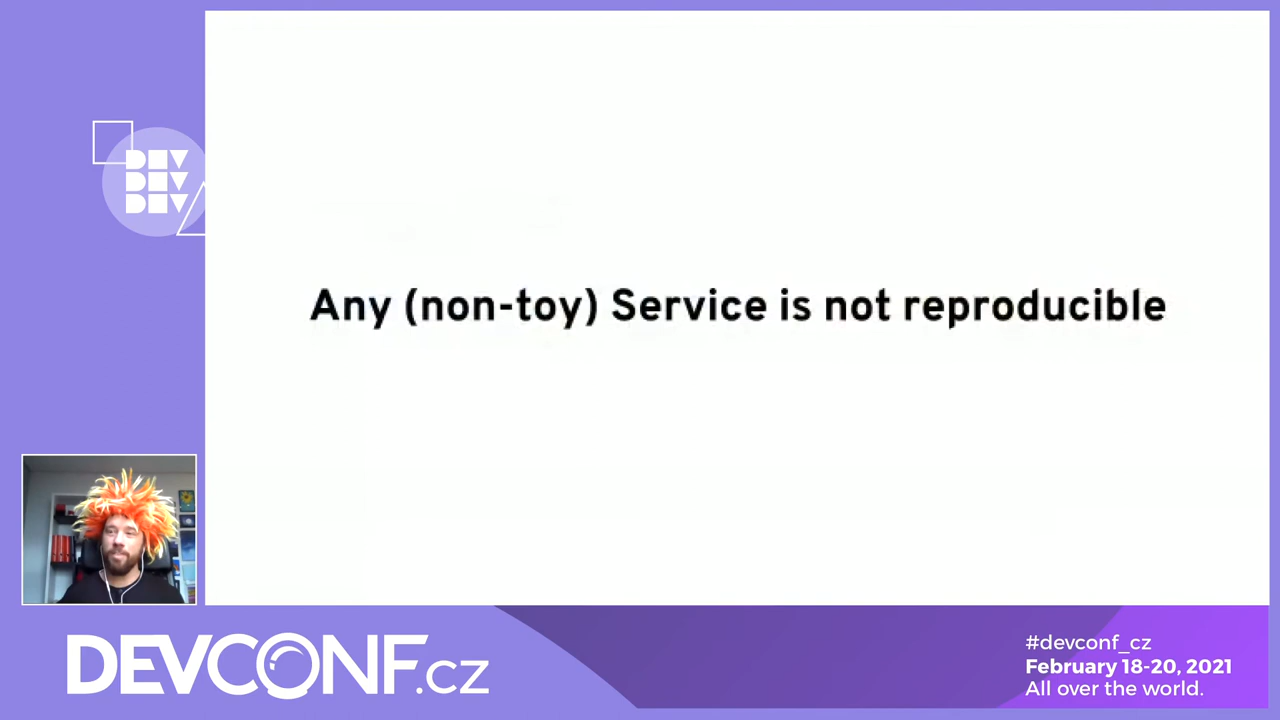 DEV
DEV
DEV
Any (non-toy) Service is not reproducible
DEVCONF.cz
#devconf_cz
February 18-20, 2021
All over the world.